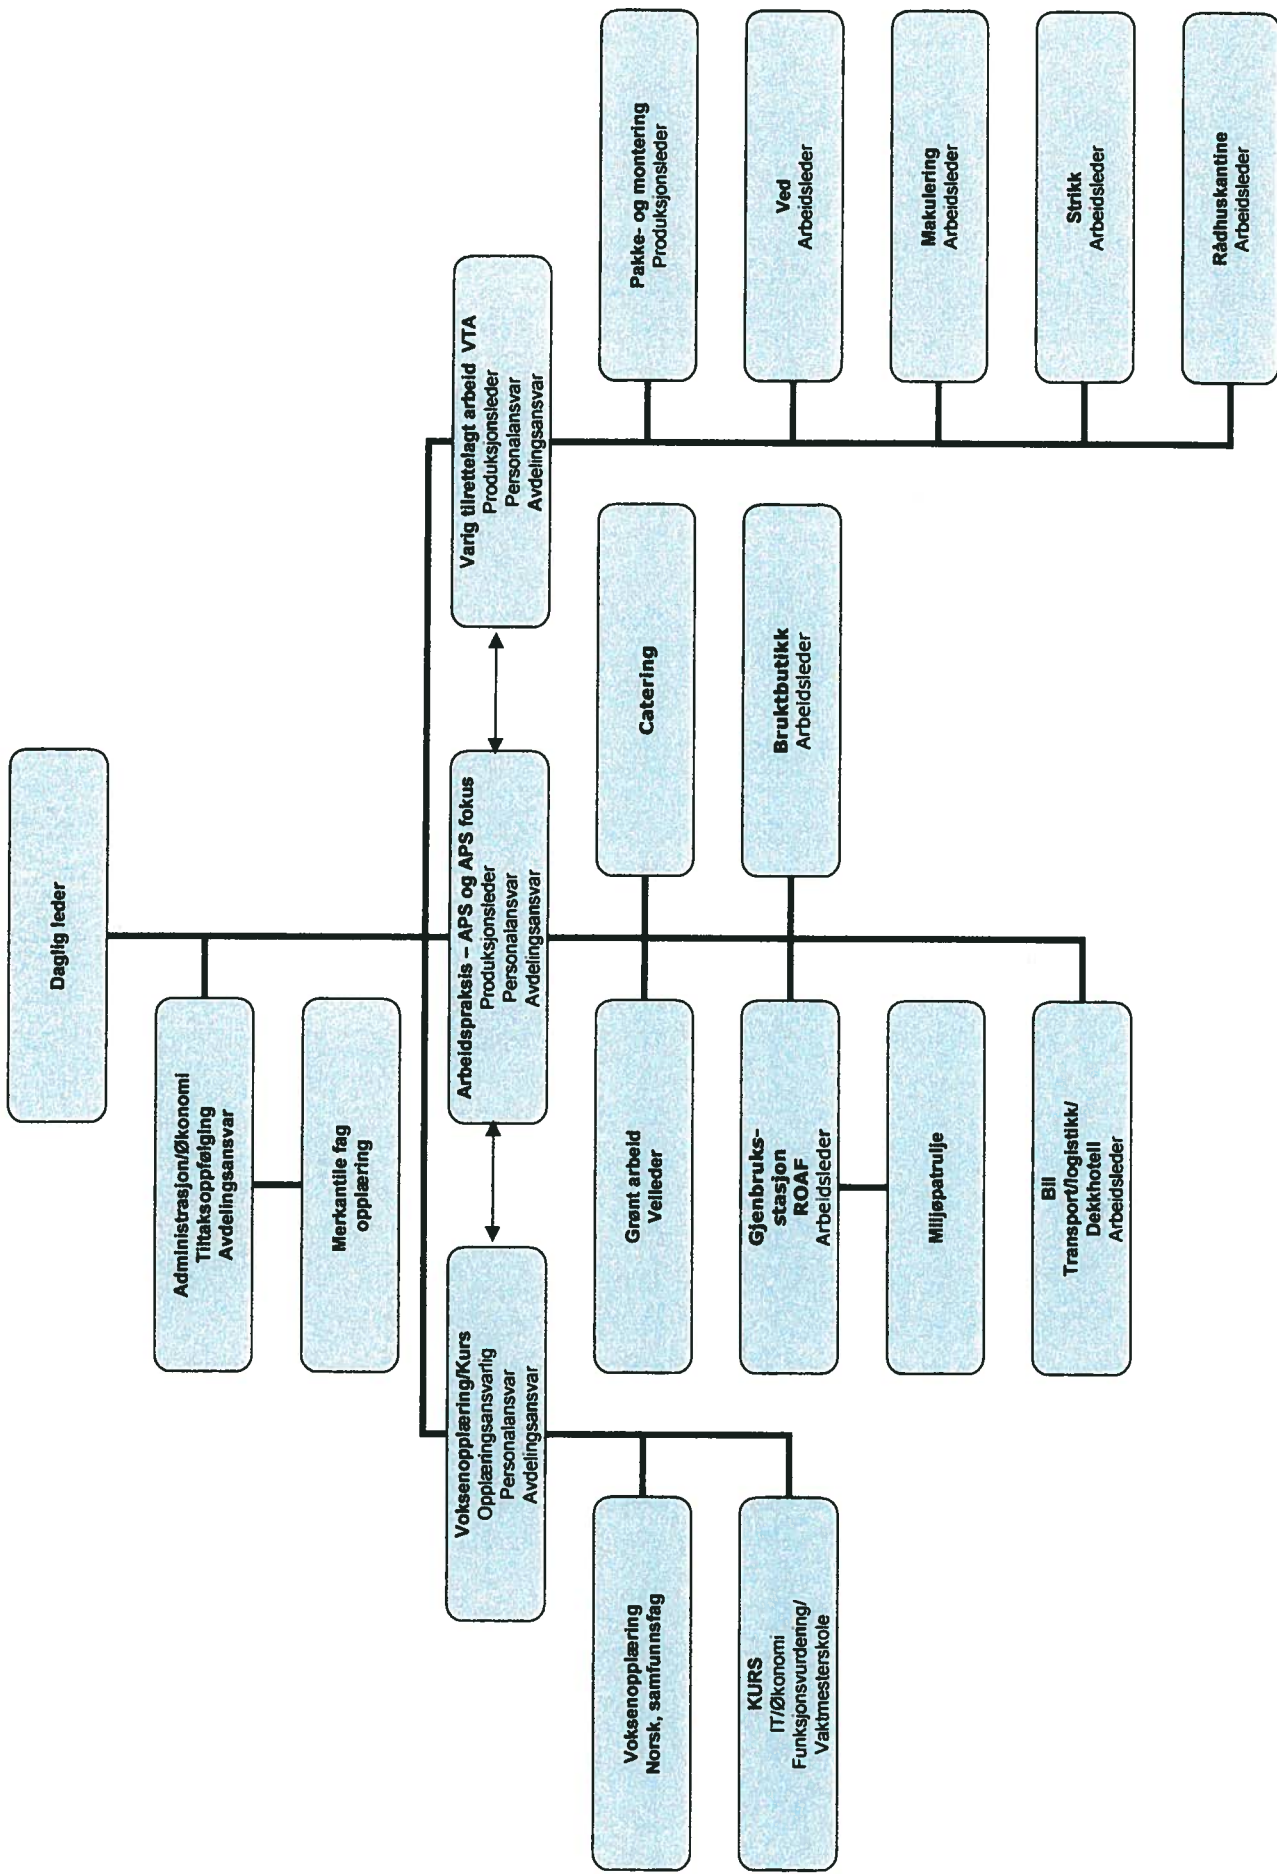 Daglig leder
Administrasjon/Økonomi
Tiltaksoppfølging
Avdelingsansvar
Merkantile fag
opplæring
Voksenopplæring/Kurs
Opplæringsansvarlig
Personalansvar
Avdelingsansvar
Arbeidspraksis – APS og APS fokus
Produksjonsleder
Personalansvar
Avdelingsansvar
Varig tilrettelagt arbeid VTA
Produksjonsleder
Personalansvar
Avdelingsansvar
Voksenopplæring
Norsk, samfunnsfag
KURS
IT/Økonomi
Funksjonsvurdering/
Vaktmesterskole
Grønt arbeid
Veileder
Gjenbruks-
stasjon
ROAF
Arbeidsleder
Miljøpatrulje
Bil
Transport/logistikk/
Dekkhotell
Arbeidsleder
Catering
Bruktbutikk
Arbeidsleder
Pakke- og montering
Produksjonsleder
Ved
Arbeidsleder
Makulering
Arbeidsleder
Strikk
Arbeidsleder
Rådhuskantine
Arbeidsleder